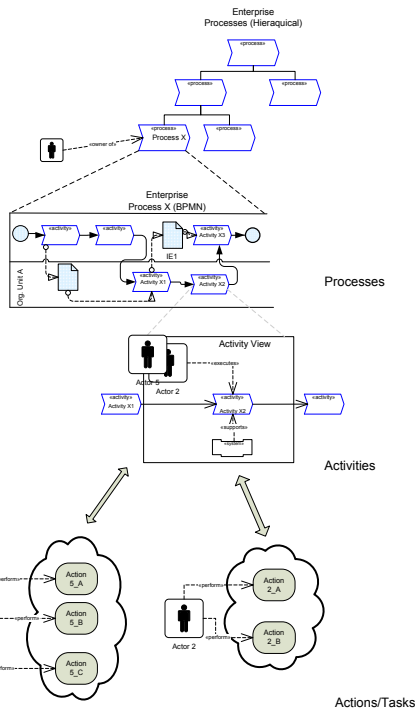 Enterprise
Processes (Hieraquical)
«process»
«process»
«process»
«process»
Process X
«process»
«owner of»
Enterprise
Process X (BPMN)
«activity»
«activity»
«activity»
Activity X3
IE1
Org. Unit A
«activity»
Activity X1
«activity»
Activity X2
Processes
Activity View
«executes»
Actor 5
Actor 2
«activity»
Activity X1
«activity»
Activity X2
«activity»
«supports»
«system»
Activities
Action
5_A
Action
5_B
«perform»
Action
5_C
«perform»
Action
2_A
«perform»
Action
2_B
Actor 2
Actions/Tasks